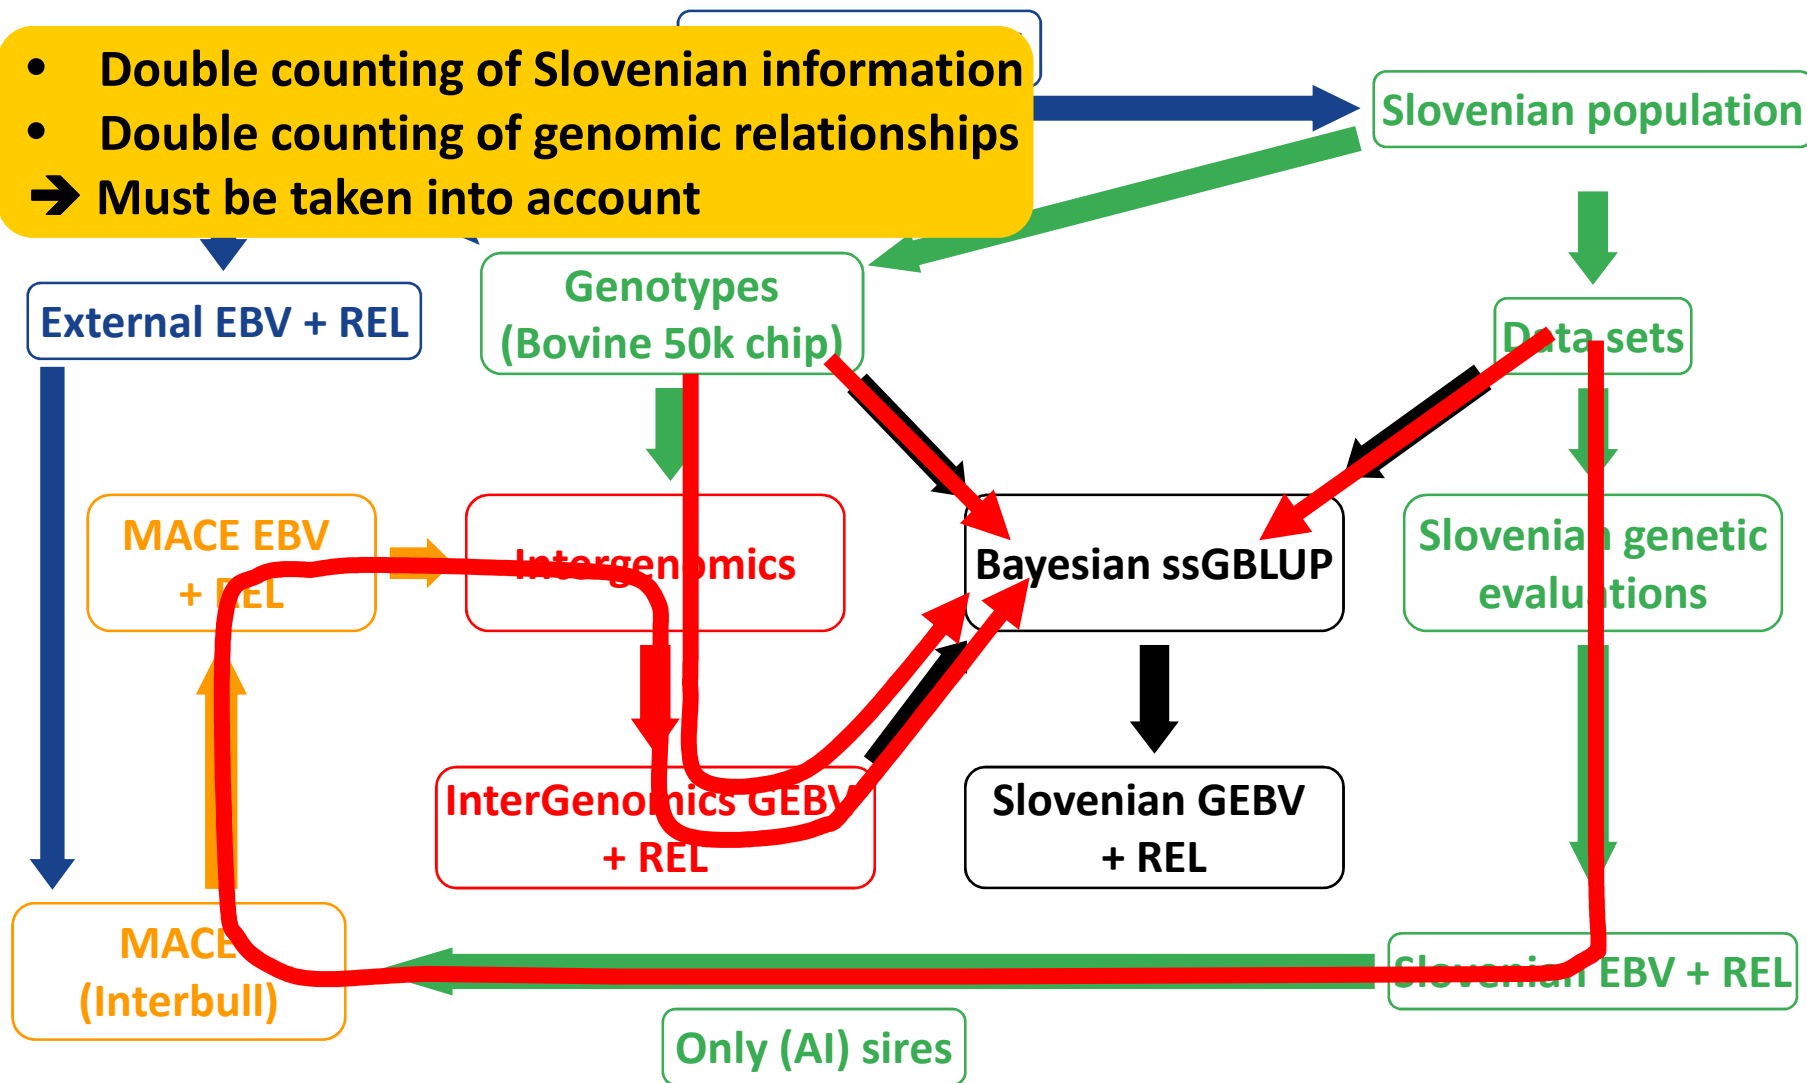 • Double counting of Slovenian information
• Double counting of genomic relationships
➔ Must be taken into account
Slovenian population
External EBV + REL
Genotypes
(Bovine 50k chip)
Data sets
MACE EBV
+ REL
Intergenomics
Bayesian ssGBLUP
Slovenian genetic
evaluations
InterGenomics GEBV
+ REL
Slovenian GEBV
+ REL
MACE
(Interbull)
Slovenian EBV + REL
Only (AI) sires